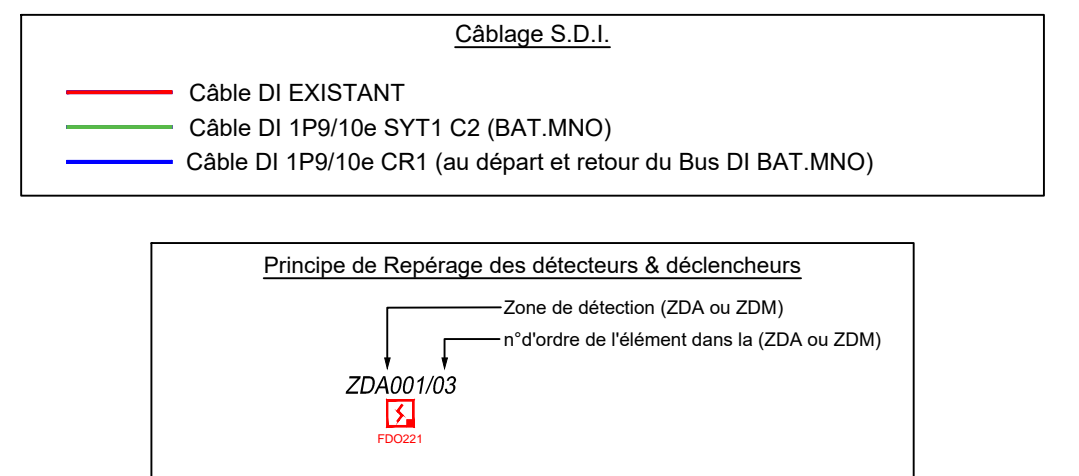 Câblage S.D.I.
Câble DI EXISTANT
Câble DI 1P9/10e SYT1 C2 (BAT.MNO)
Câble DI 1P9/10e CR1 (au départ et retour du Bus DI BAT.MNO)
Principe de Repérage des détecteurs & déclencheurs
Zone de détection (ZDA ou ZDM)
n°d'ordre de l'élément dans la (ZDA ou ZDM)
ZDA001/03
FDO221